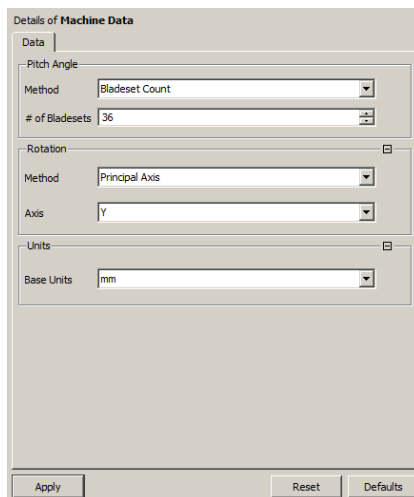 Details of Machine Data
Data
Pitch Angle
Method Bladeset Count
# of Bladesets 36
Rotation
Method Principal Axis
Axis Y
Units
Base Units mm
Apply Reset Defaults